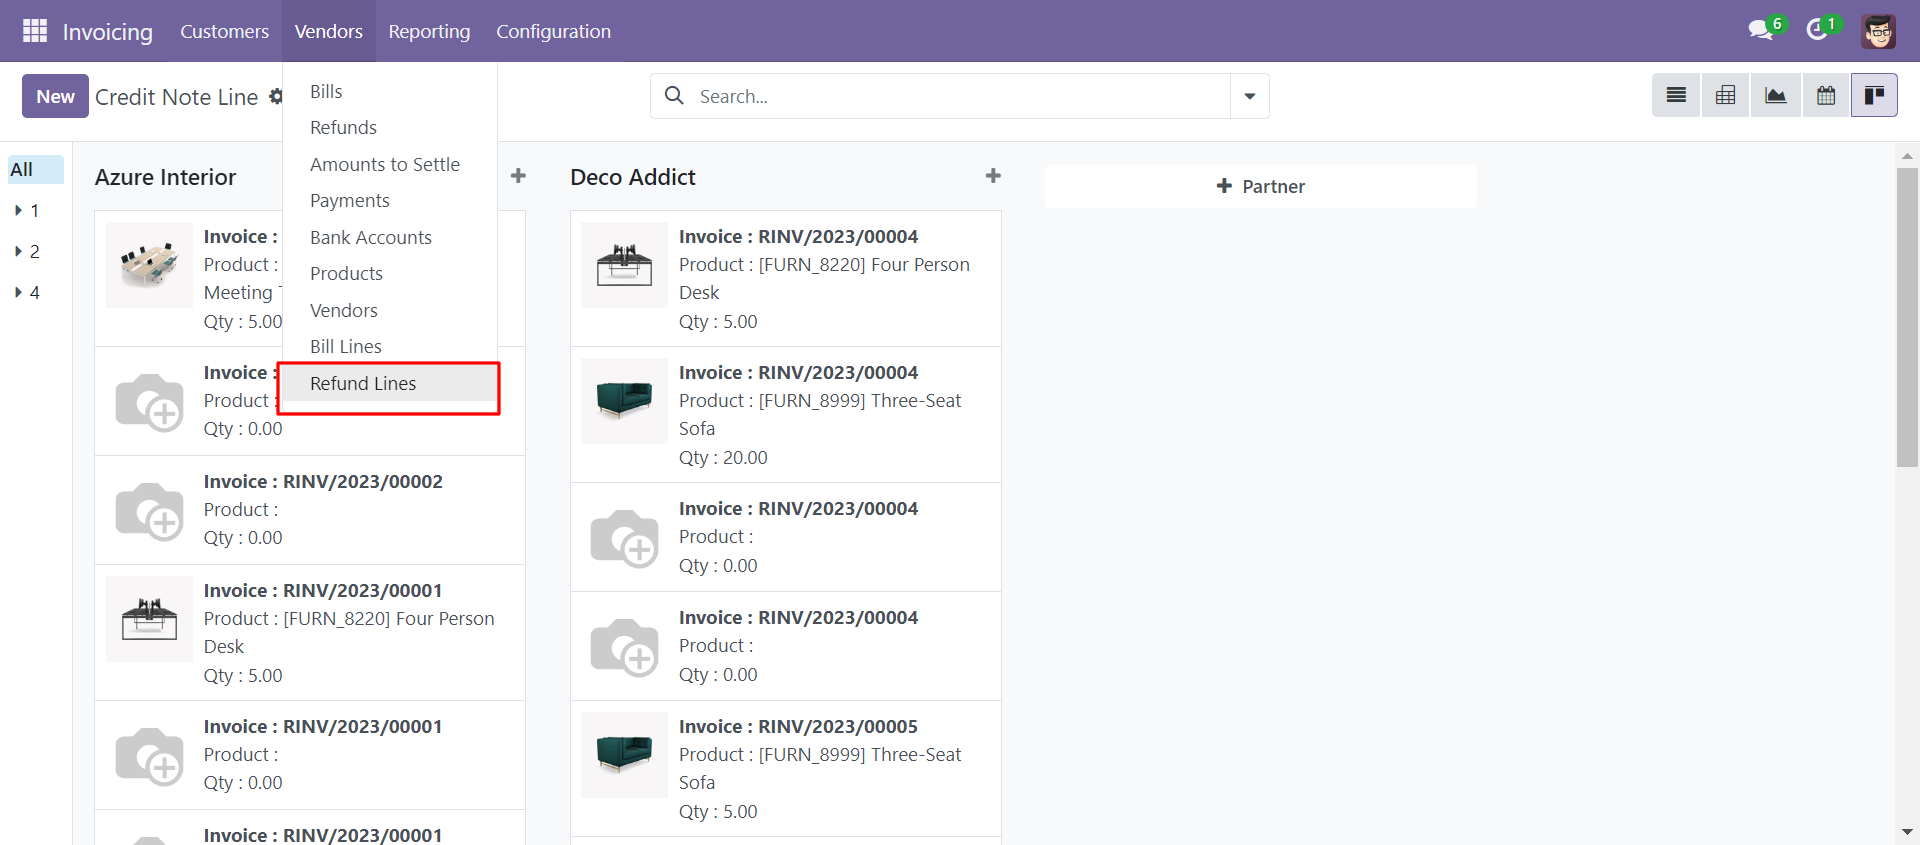 Invoicing Customers Vendors Reporting Configuration 6 1
New Credit Note Line Search...
Bills
Refunds
Amounts to Settle
Payments
Bank Accounts
Products
Vendors
Bill Lines
Refund Lines
All
1
2
4
Azure Interior
Invoice :
Product :
Meeting
Qty : 5.00
Invoice :
Product :
Qty : 0.00
Invoice : RINV/2023/00002
Product :
Qty : 0.00
Invoice : RINV/2023/00001
Product : [FURN_8220] Four Person
Desk
Qty : 5.00
Invoice : RINV/2023/00001
Product :
Qty : 0.00
Invoice : RINV/2023/00001
Deco Addict
Invoice : RINV/2023/00004
Product : [FURN_8220] Four Person
Desk
Qty : 5.00
Invoice : RINV/2023/00004
Product : [FURN_8999] Three-Seat
Sofa
Qty : 20.00
Invoice : RINV/2023/00004
Product :
Qty : 0.00
Invoice : RINV/2023/00004
Product :
Qty : 0.00
Invoice : RINV/2023/00005
Product : [FURN_8999] Three-Seat
Sofa
Qty : 5.00
Partner